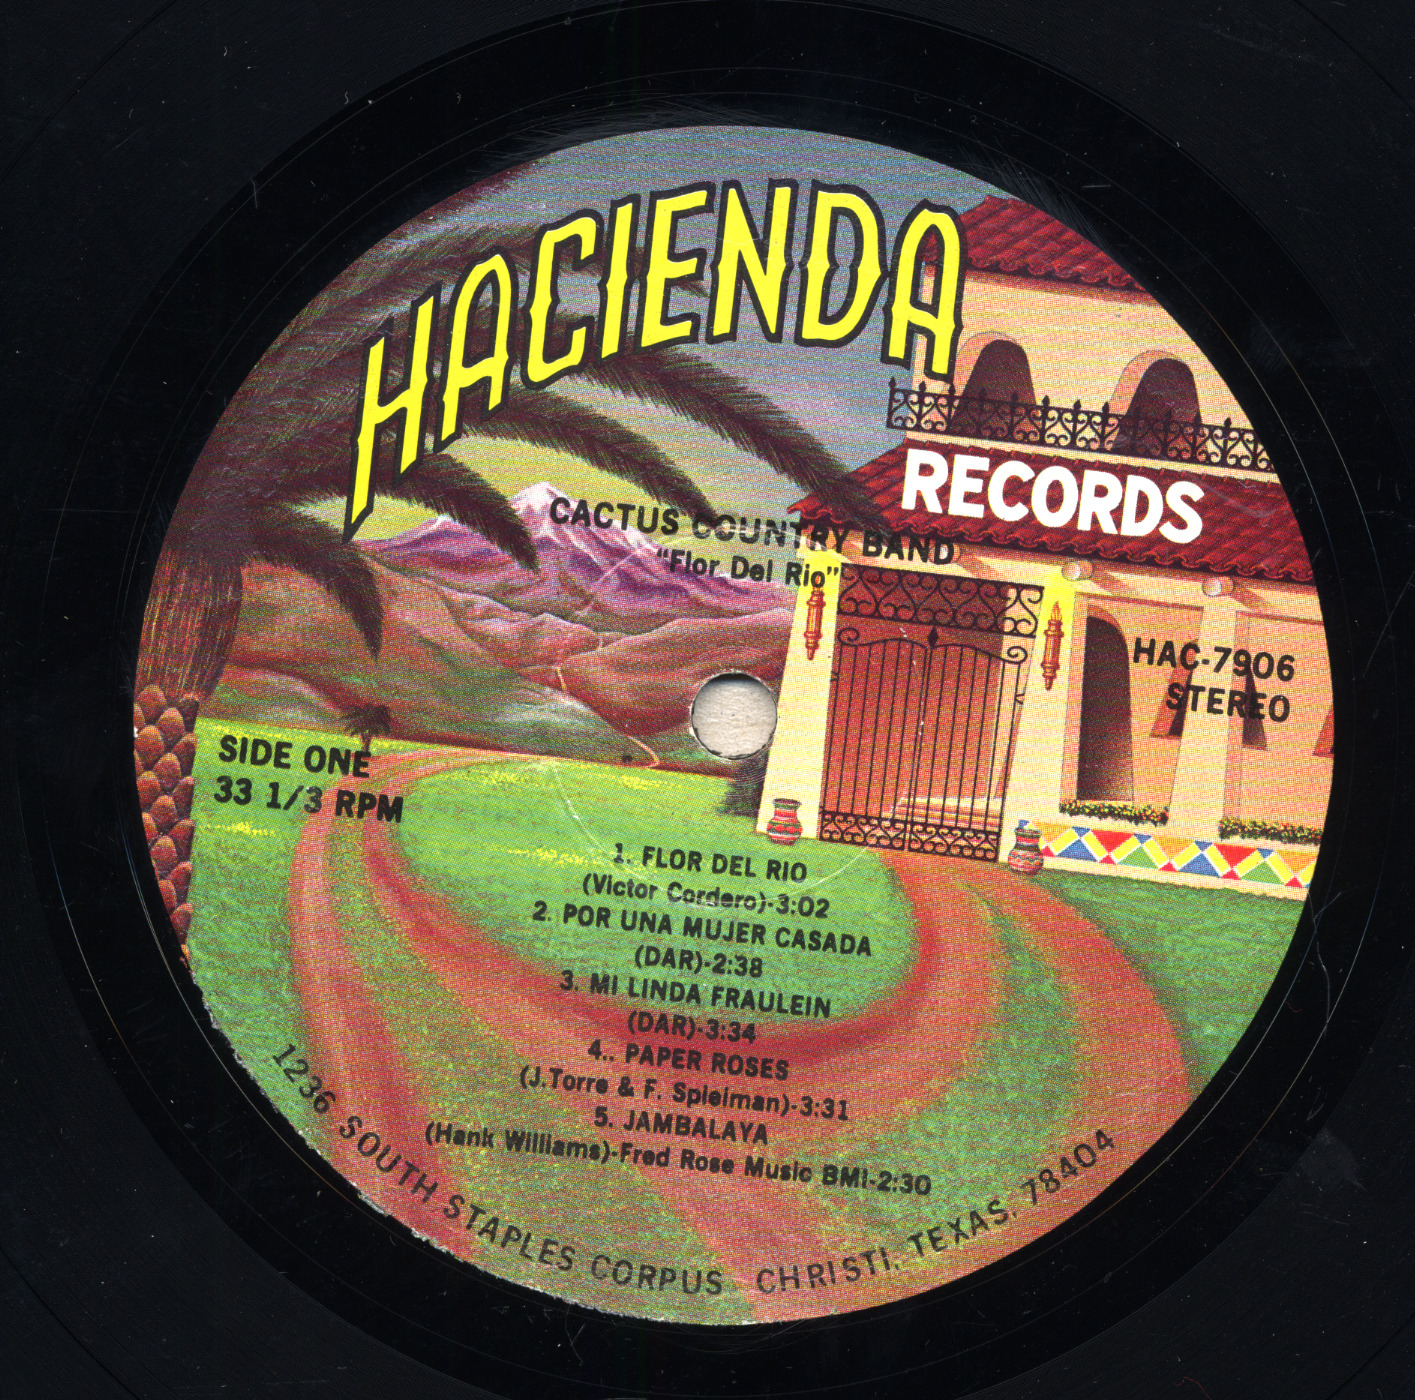 HACIENDA
RECORDS
CACTUS COUNTRY BAND
"Flor Del Rio"
HAC-7906
STEREO
SIDE ONE
33 1/3 RPM
1. FLOR DEL RIO
(Victor Cordero)-3:02
2. POR UNA MUJER CASADA
(DAR)-2:38
3. MI LINDA FRAULEIN
(DAR)-3:34
4.. PAPER ROSES
(J.Torre & F. Spielman)-3:31
5. JAMBALAYA
(Hank Williams)-Fred Rose Music BMI-2:30
1236 SOUTH STAPLES CORPUS CHRISTI, TEXAS. 78404